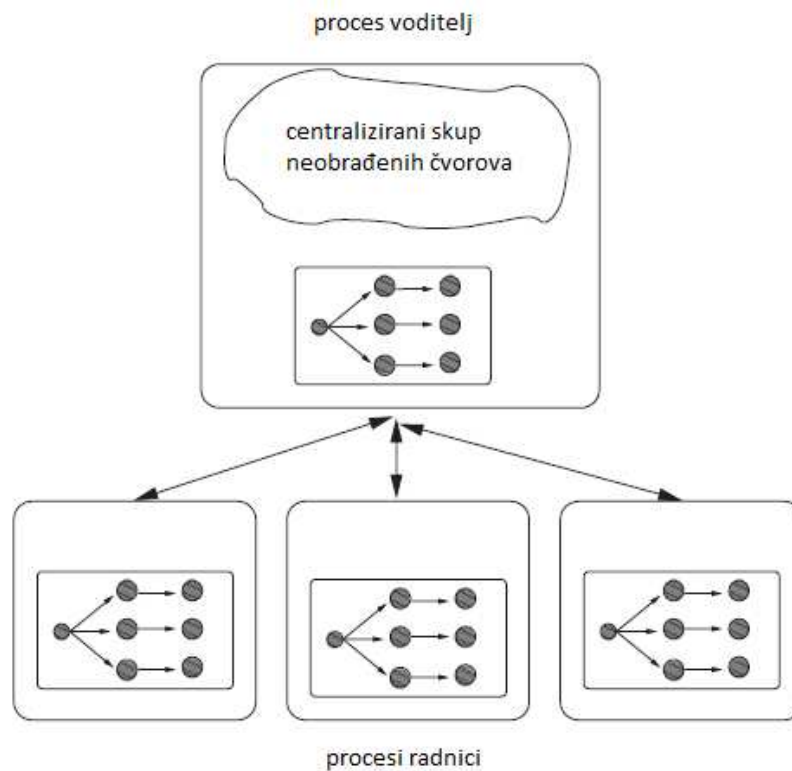 proces voditelj
centralizirani skup
neobrađenih čvorova
procesi radnici